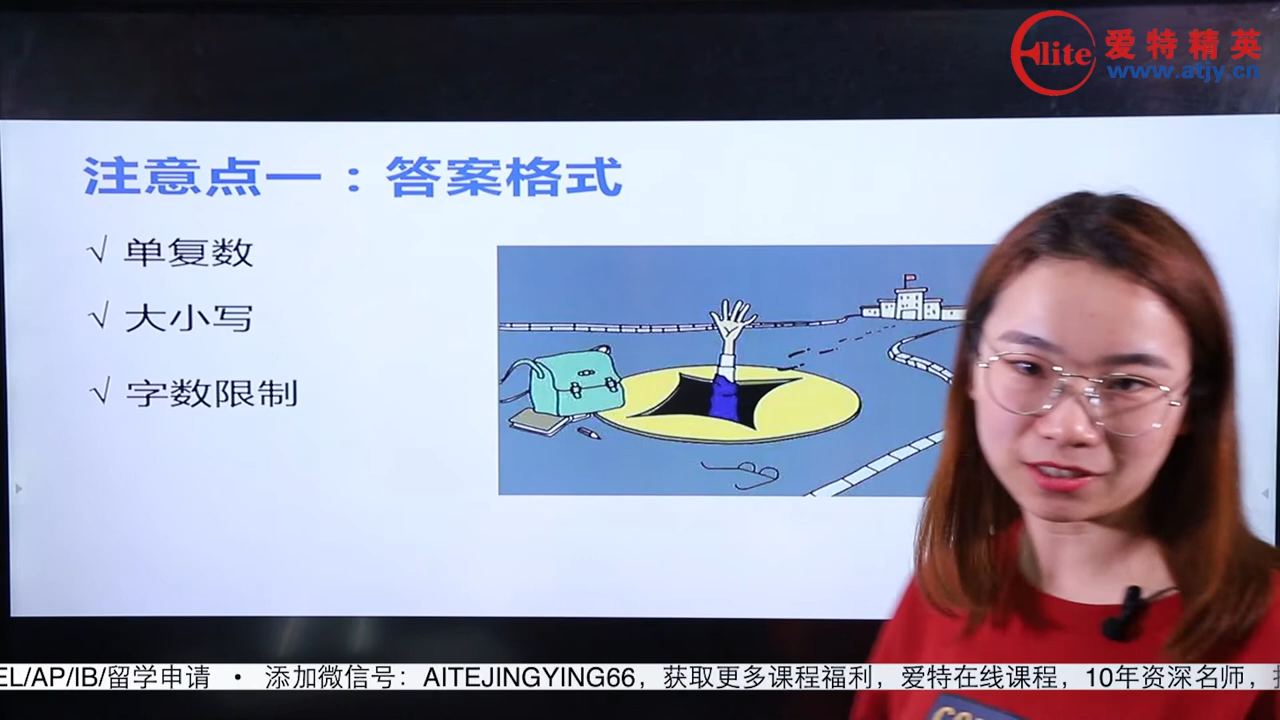 Elite 爱特精英
www.atjy.cn
注意点一：答案格式
√ 单复数
√ 大小写
√ 字数限制
EL/AP/IB/留学申请 • 添加微信号：AITEJINGYING66，获取更多课程福利，爱特在线课程，10年资深名师，